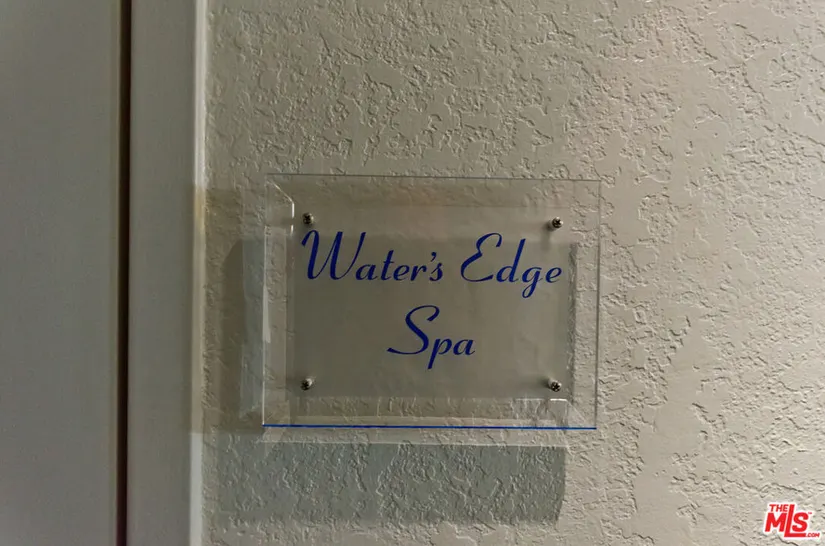 Water's Edge
Spa
THE
MLS
.COM